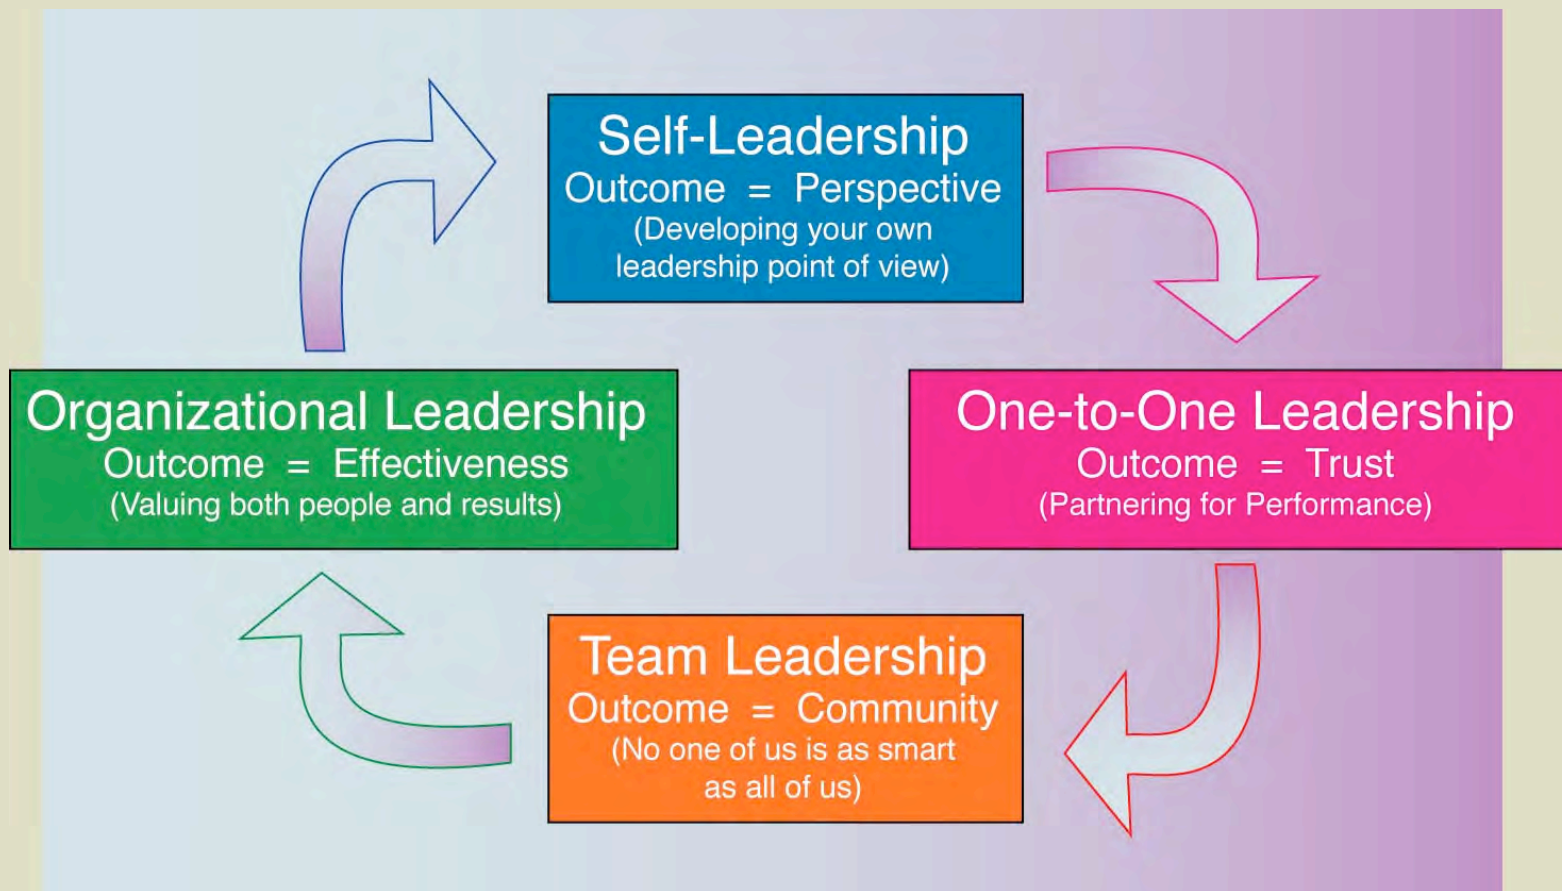 Self-Leadership
Outcome = Perspective
(Developing your own
leadership point of view)
Organizational Leadership
Outcome = Effectiveness
(Valuing both people and results)
One-to-One Leadership
Outcome = Trust
(Partnering for Performance)
Team Leadership
Outcome = Community
(No one of us is as smart
as all of us)